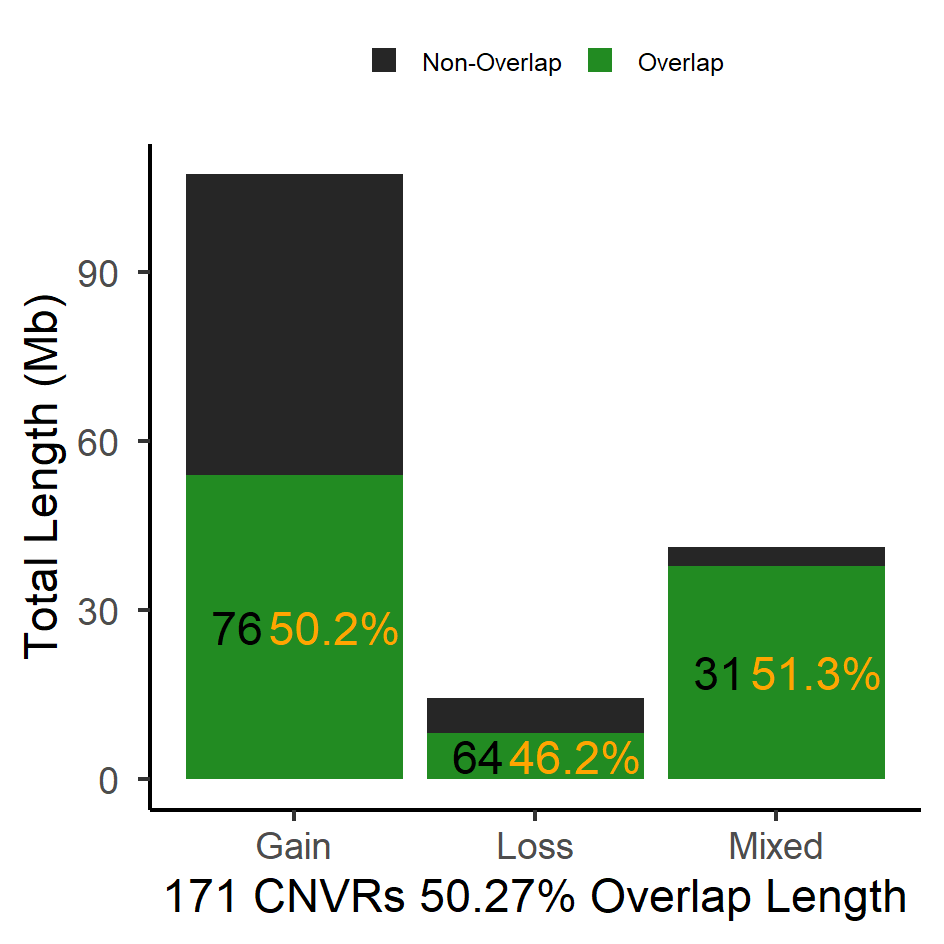 Non-Overlap Overlap
Total Length (Mb)
90
60
30
0
76 50.2%
64 46.2%
31 51.3%
Gain Loss Mixed
171 CNVRs 50.27% Overlap Length